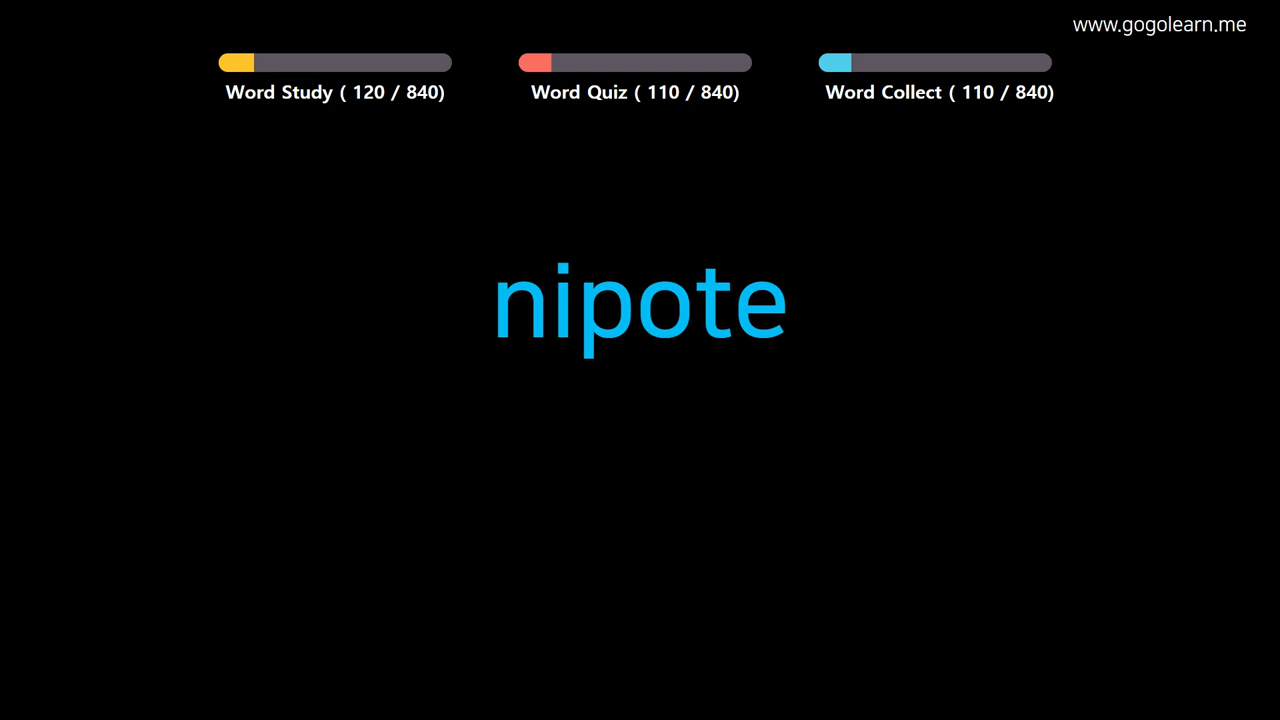 www.gogolearn.me
Word Study ( 120 / 840)
Word Quiz ( 110 / 840)
Word Collect ( 110 / 840)
nipote